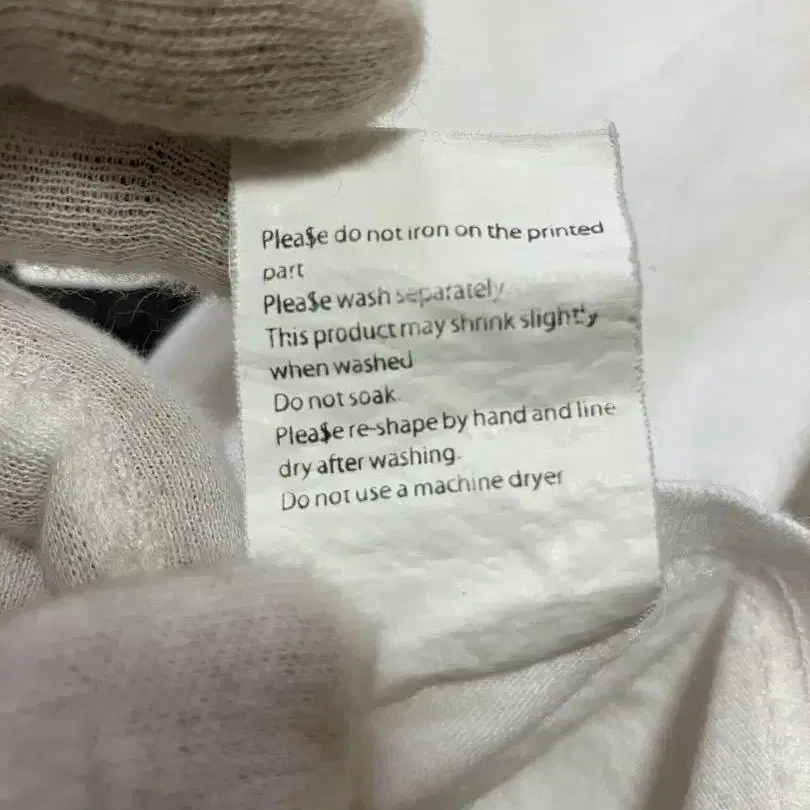 Plea$e do not iron on the printed
part
Plea$e wash separately
This product may shrink slightly
when washed
Do not soak.
Plea$e re-shape by hand and line
dry after washing.
Do not use a machine dryer